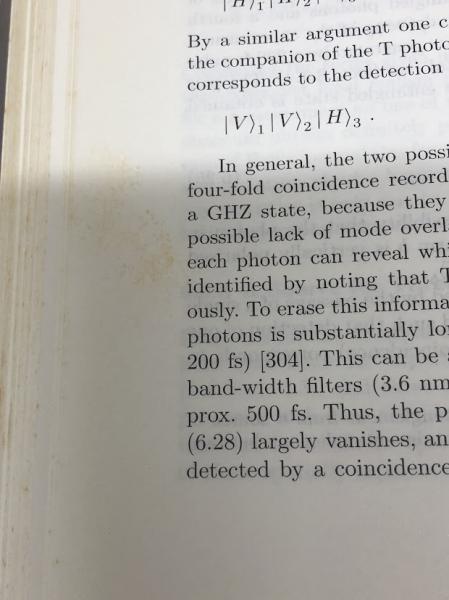 By a similar argument one c
the companion of the T photo
corresponds to the detection
|V⟩₁|V⟩₂|H⟩₃ .
In general, the two possi
four-fold coincidence record
a GHZ state, because they
possible lack of mode overl
each photon can reveal whi
identified by noting that T
ously. To erase this informa
photons is substantially lo
200 fs) [304]. This can be
band-width filters (3.6 nm
prox. 500 fs. Thus, the p
(6.28) largely vanishes, an
detected by a coincidence